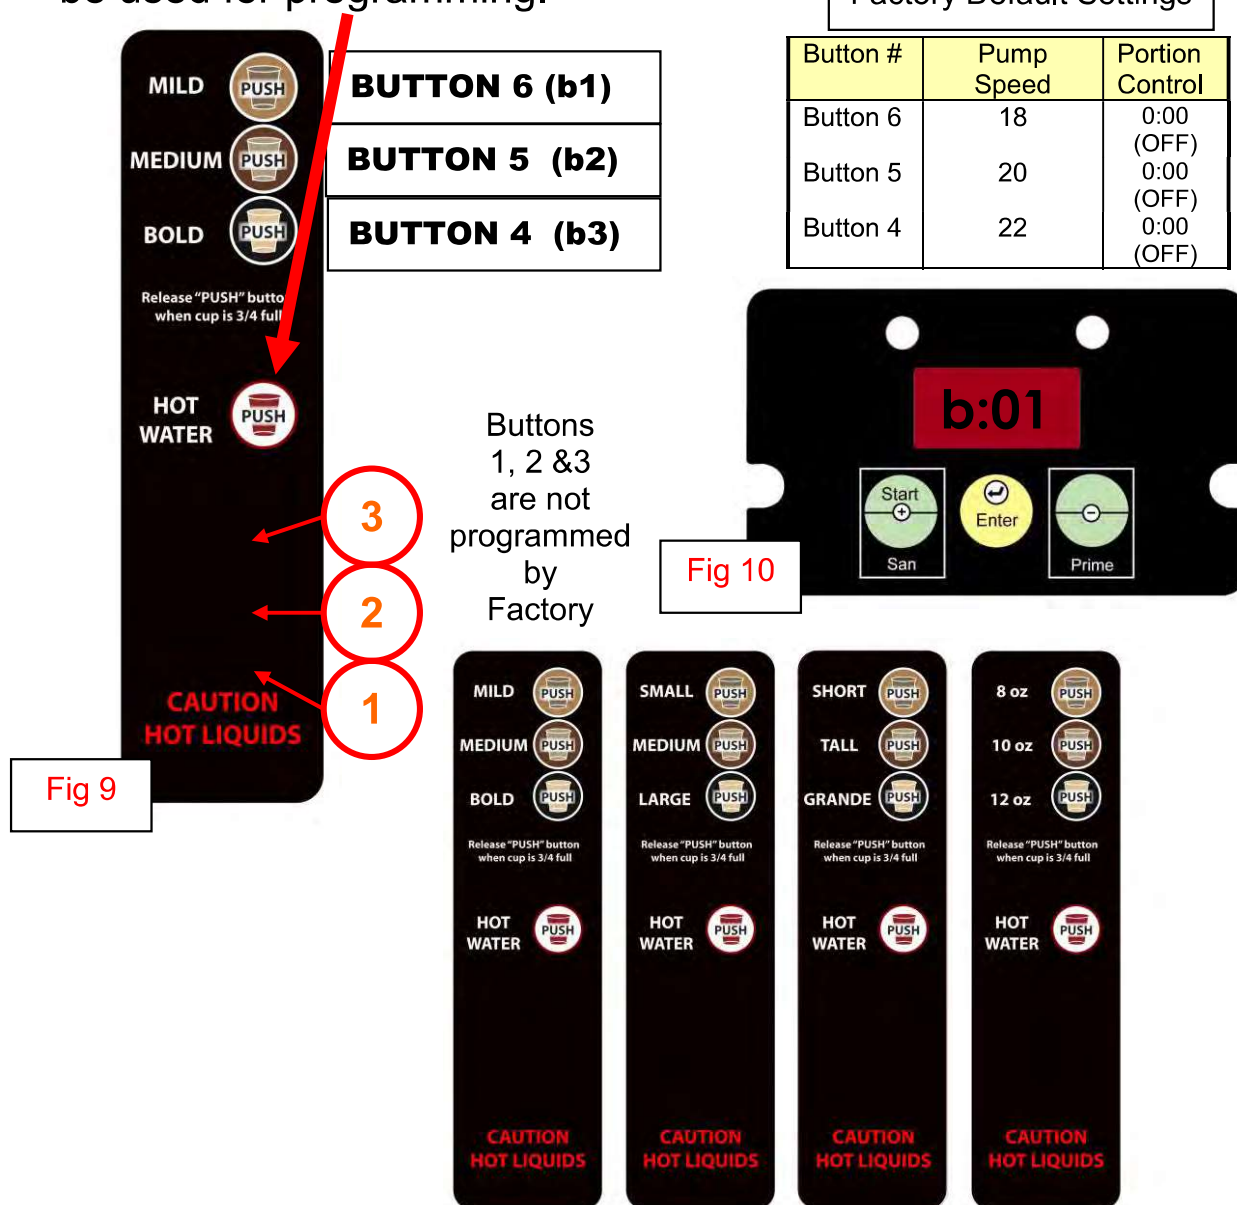 be used for programming.
Factory Default Settings
MILD PUSH
BUTTON 6 (b1)
MEDIUM PUSH
BUTTON 5 (b2)
BOLD PUSH
BUTTON 4 (b3)
Release "PUSH" button
when cup is 3/4 full
HOT
WATER
PUSH
3
2
1
CAUTION
HOT LIQUIDS
Fig 9
Buttons
1, 2 &3
are not
programmed
by
Factory
Button # Pump Speed Portion Control
Button 6 18 0:00 (OFF)
Button 5 20 0:00 (OFF)
Button 4 22 0:00 (OFF)
b:01
Start
+
San
Enter
−
Prime
Fig 10
MILD PUSH
MEDIUM PUSH
BOLD PUSH
Release "PUSH" button
when cup is 3/4 full
HOT
WATER
PUSH
CAUTION
HOT LIQUIDS
SMALL PUSH
MEDIUM PUSH
LARGE PUSH
Release "PUSH" button
when cup is 3/4 full
HOT
WATER
PUSH
CAUTION
HOT LIQUIDS
SHORT PUSH
TALL PUSH
GRANDE PUSH
Release "PUSH" button
when cup is 3/4 full
HOT
WATER
PUSH
CAUTION
HOT LIQUIDS
8 oz PUSH
10 oz PUSH
12 oz PUSH
Release "PUSH" button
when cup is 3/4 full
HOT
WATER
PUSH
CAUTION
HOT LIQUIDS